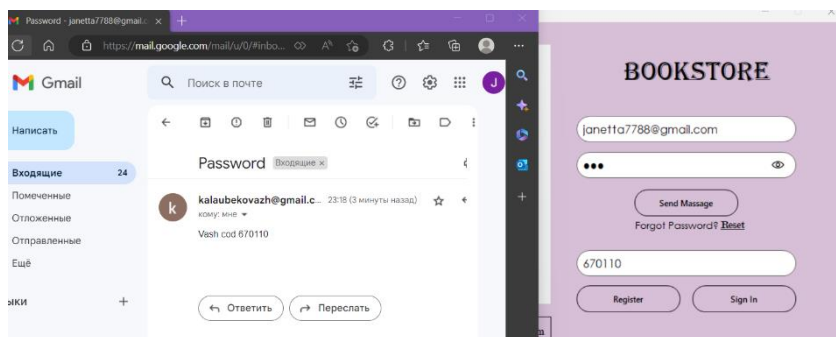 Password - janetta7788@gmail.c
https://mail.google.com/mail/u/0/#inbo...
Gmail
Поиск в почте
J
Написать
Входящие 24
Помеченные
Отложенные
Отправленные
Ещё
ыки
Password Входящие ×
k
kalaubekovazh@gmail.c... 23:18 (3 минуты назад)
кому: мне
Vash cod 670110
Ответить
Переслать
BOOKSTORE
janetta7788@gmail.com
Send Massage
Forgot Password? Reset
670110
Register
Sign In